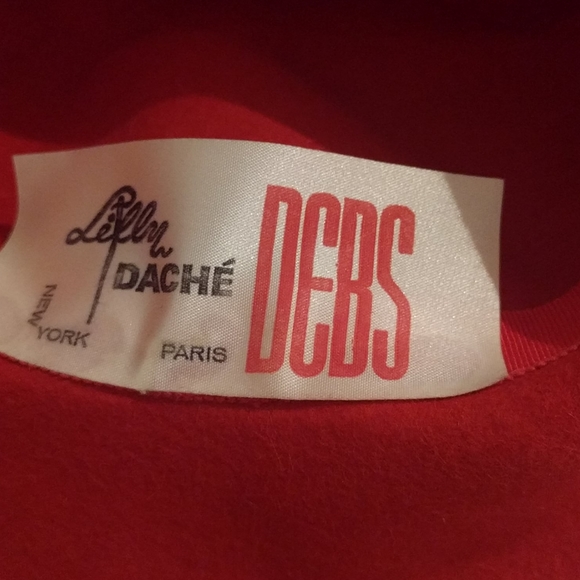 Lilly
DACHÉ
NEW YORK
PARIS
DEBS